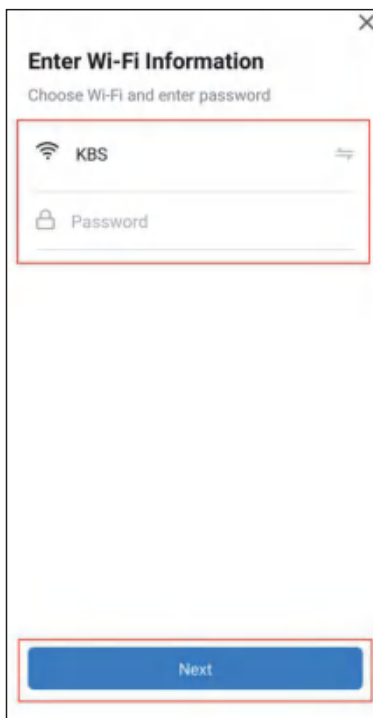 Enter Wi-Fi Information
Choose Wi-Fi and enter password
KBS
Password
Next